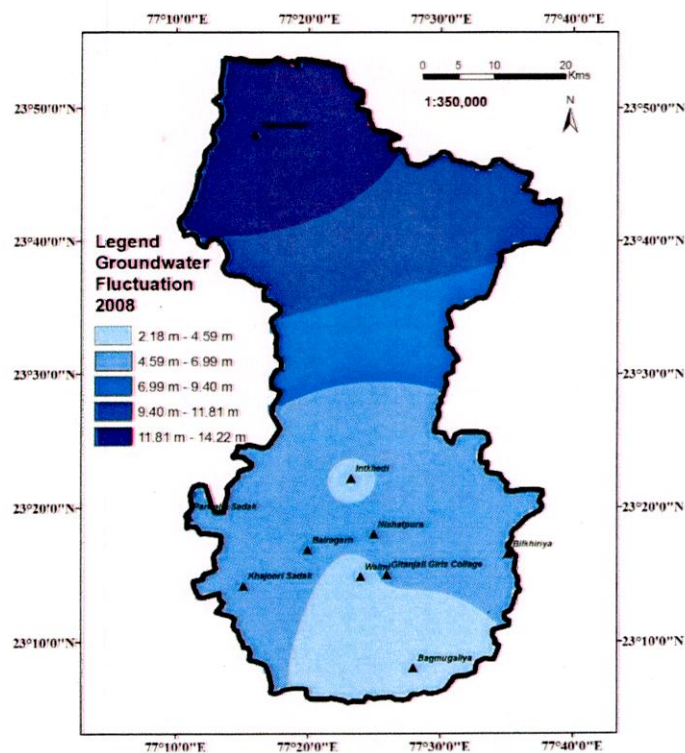 77°10'0"E 77°20'0"E 77°30'0"E 77°40'0"E
0 5 10 20
Kms
1:350,000
N
23°50'0"N 23°50'0"N
23°40'0"N 23°40'0"N
Legend
Groundwater
Fluctuation
2008
2.18 m - 4.59 m
4.59 m - 6.99 m
6.99 m - 9.40 m
9.40 m - 11.81 m
11.81 m - 14.22 m
23°30'0"N 23°30'0"N
Intkhedi
23°20'0"N 23°20'0"N
Sadak
Nishatpura
Bairagarh
Bilkhiriya
Walmi Gitanjali Girls Collage
Khajoori Sadak
23°10'0"N 23°10'0"N
Bagmugaliya
77°10'0"E 77°20'0"E 77°30'0"E 77°40'0"E